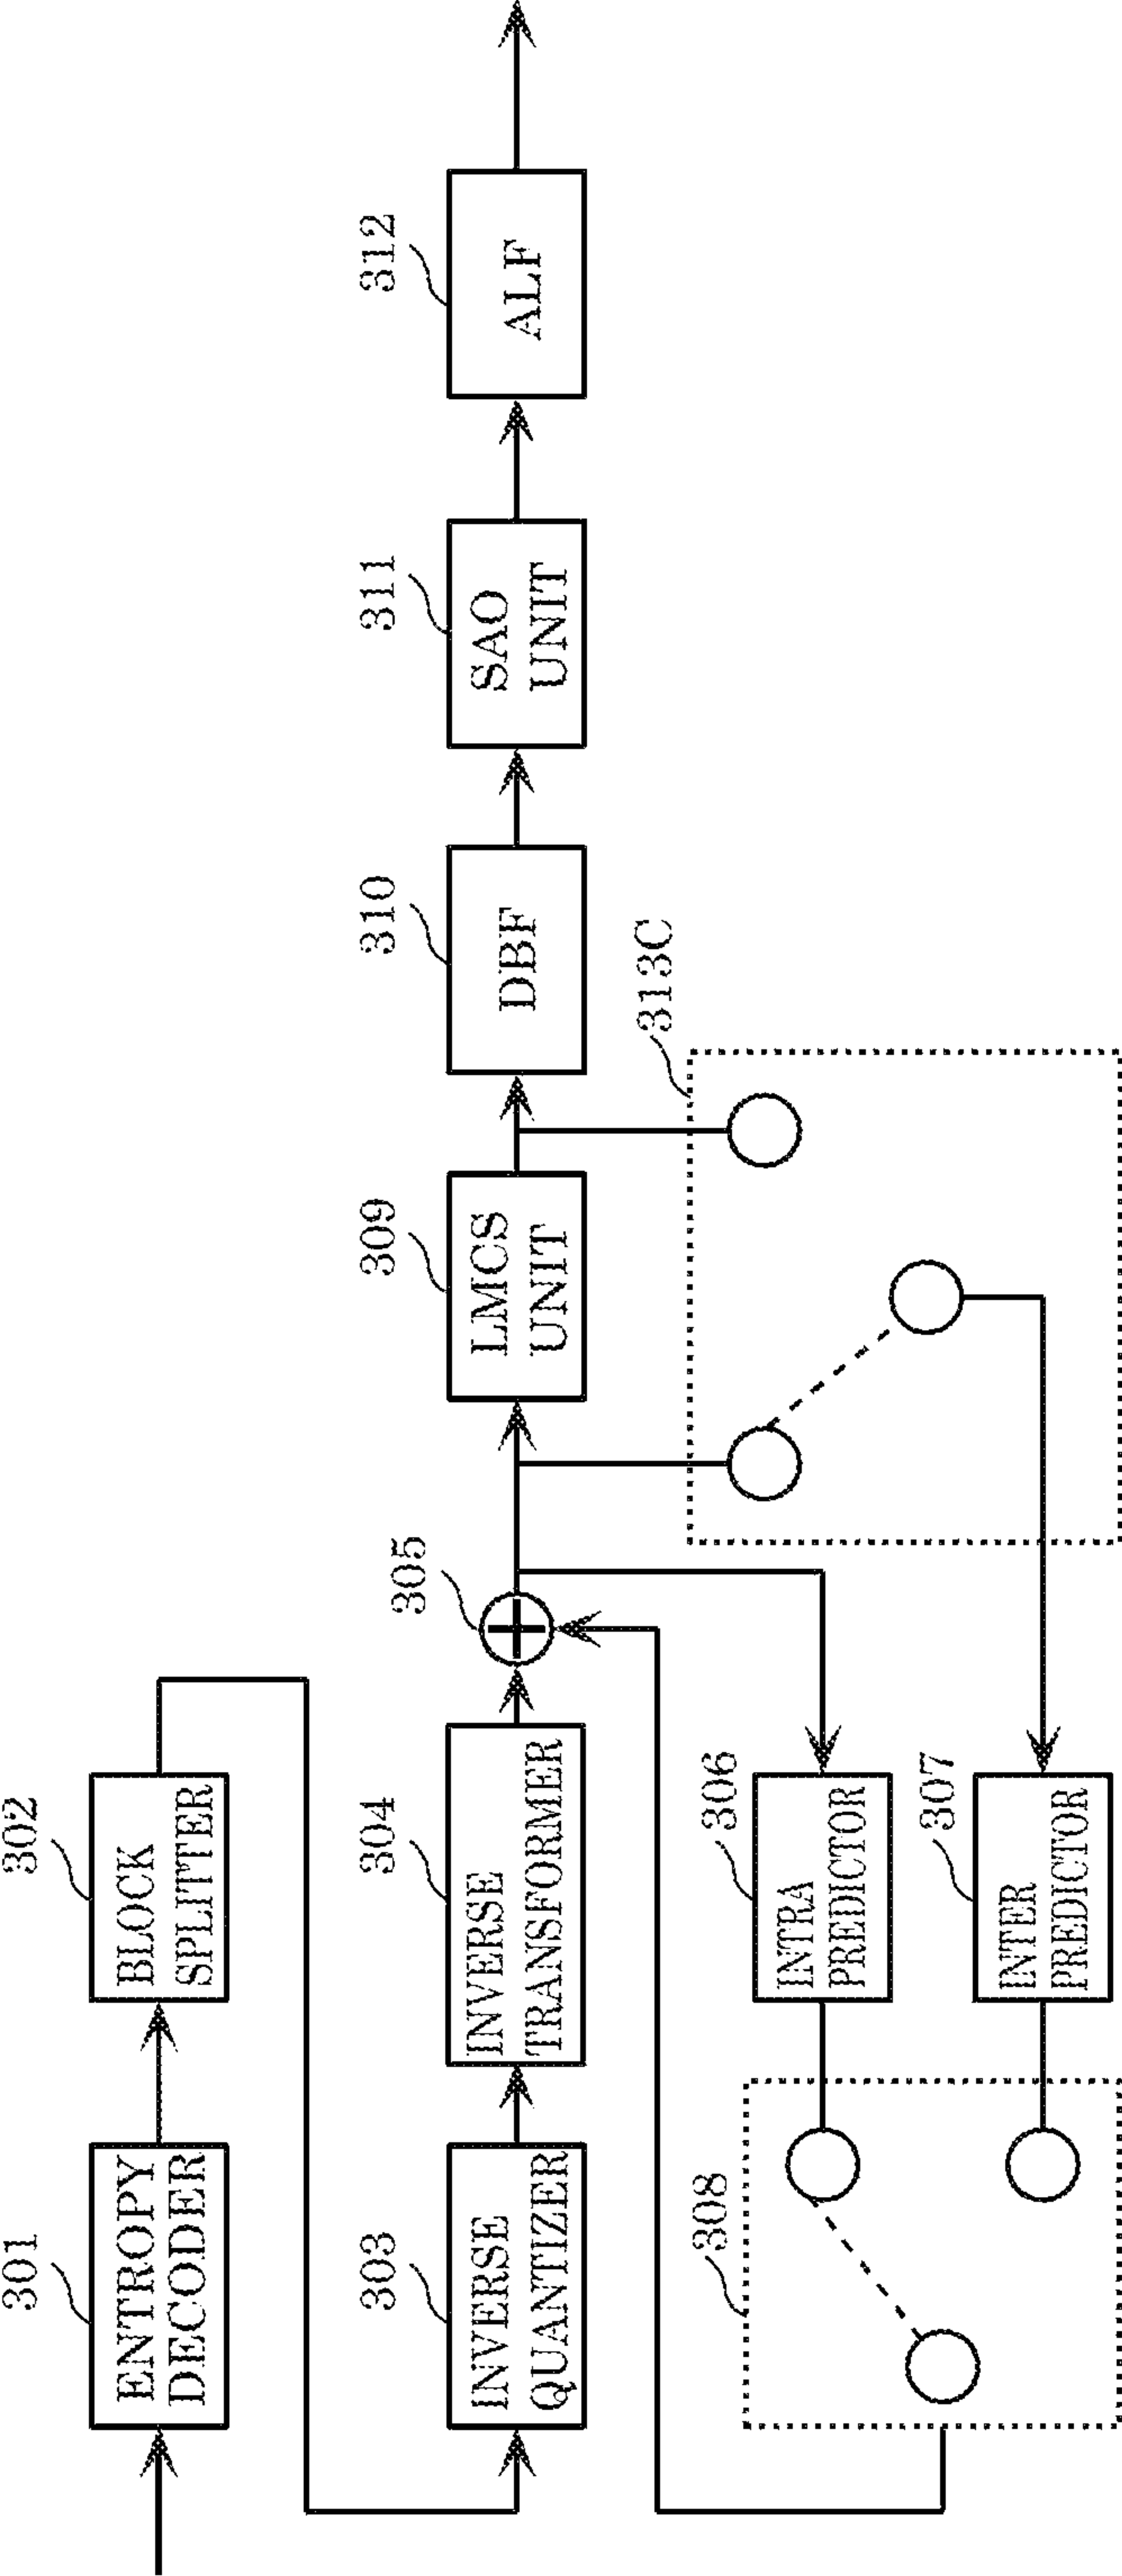 301
ENTROPY
DECODER
302
BLOCK
SPLITTER
303
INVERSE
QUANTIZER
304
INVERSE
TRANSFORMER
305
309
LMCS
UNIT
310
DBF
311
SAO
UNIT
312
ALF
308
306
INTRA
PREDICTOR
307
INTER
PREDICTOR
313C